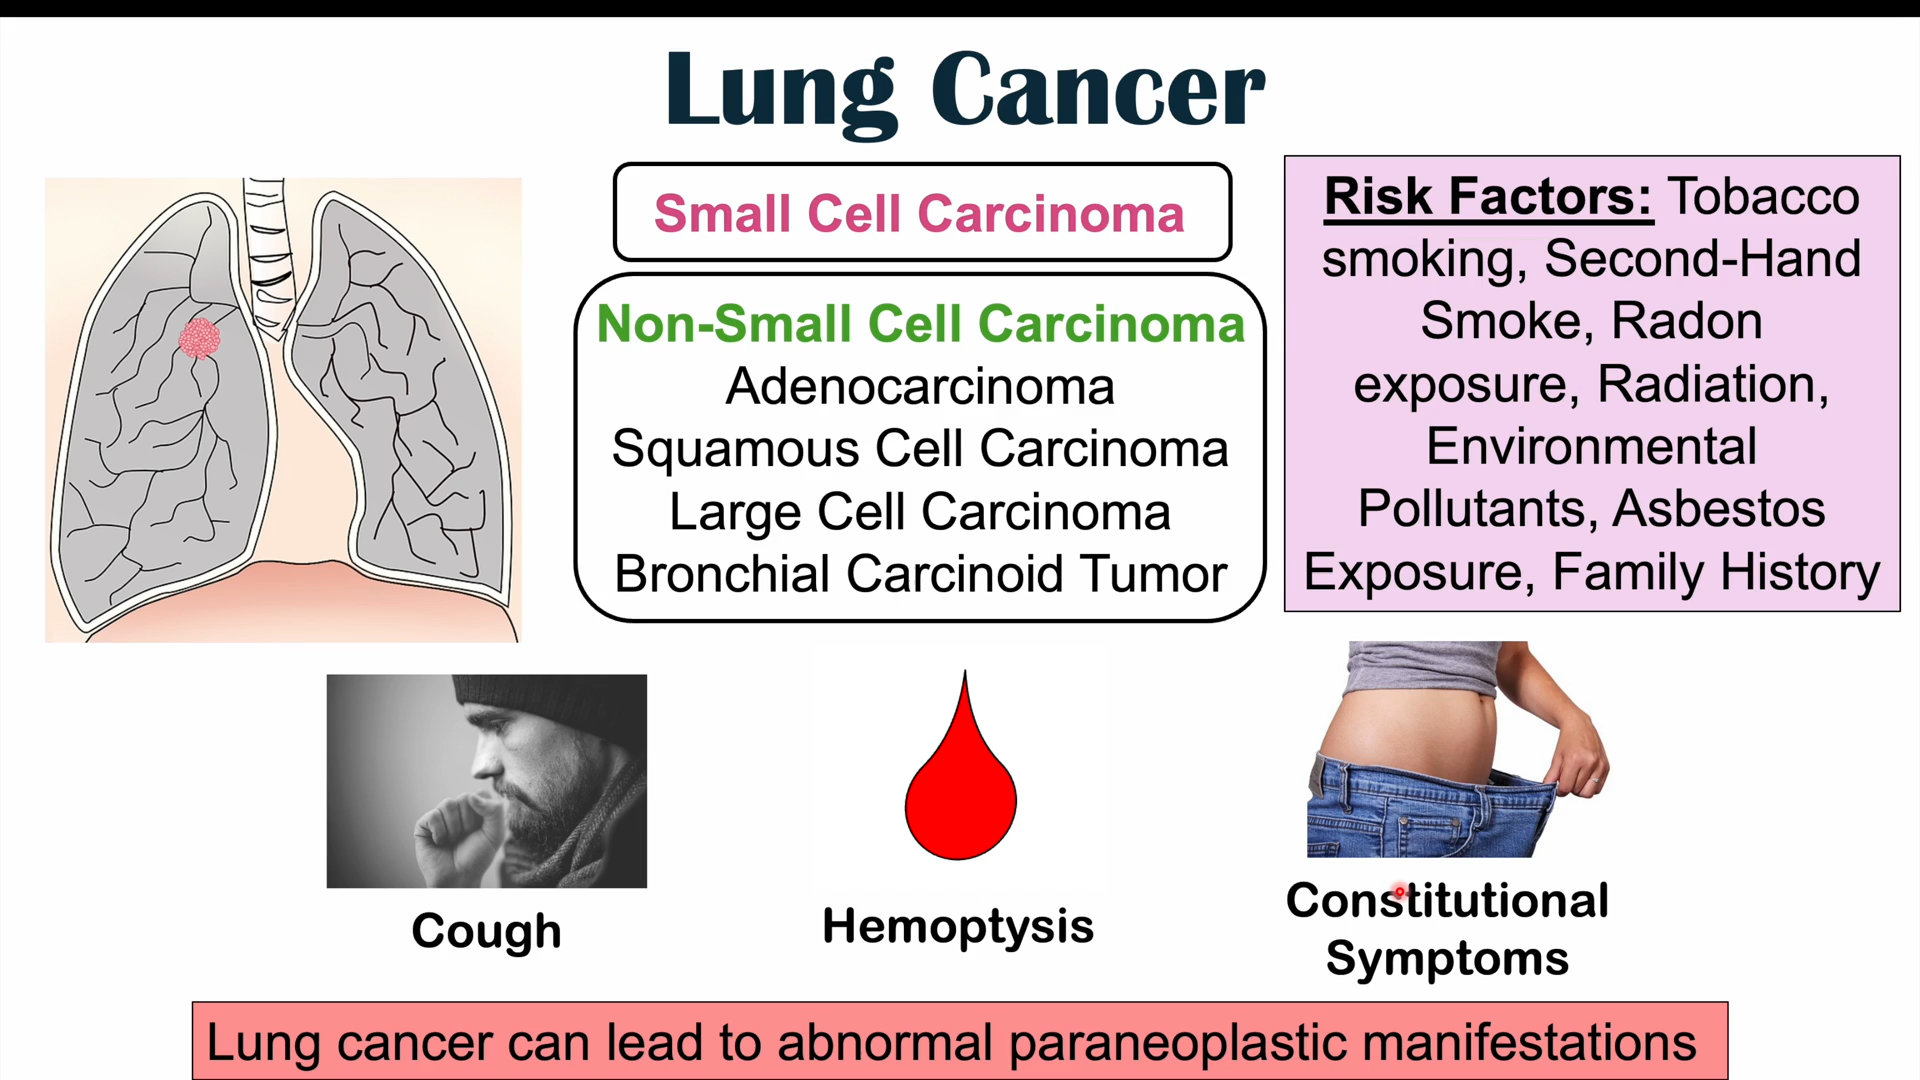 Lung Cancer
Small Cell Carcinoma
Non-Small Cell Carcinoma
Adenocarcinoma
Squamous Cell Carcinoma
Large Cell Carcinoma
Bronchial Carcinoid Tumor
Risk Factors: Tobacco
smoking, Second-Hand
Smoke, Radon
exposure, Radiation,
Environmental
Pollutants, Asbestos
Exposure, Family History
Cough
Hemoptysis
Constitutional
Symptoms
Lung cancer can lead to abnormal paraneoplastic manifestations